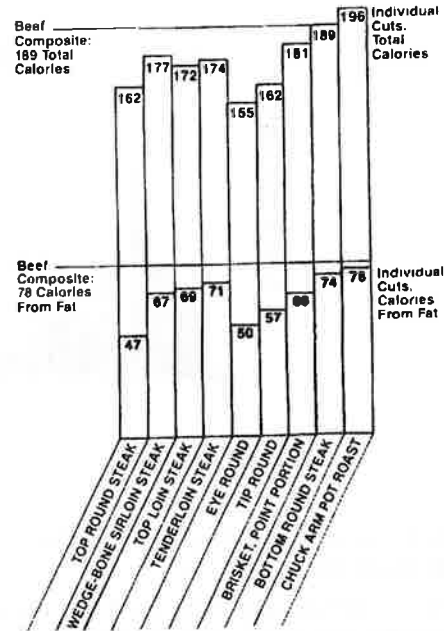 Beef
Composite:
189 Total
Calories
162
177
172
174
155
162
181
189
196
Individual
Cuts.
Total
Calories
Beef
Composite:
78 Calories
From Fat
47
67
69
71
50
57
74
76
Individual
Cuts.
Calories
From Fat
TOP ROUND STEAK
WEDGE-BONE SIRLOIN STEAK
TOP LOIN STEAK
TENDERLOIN STEAK
EYE ROUND
TIP ROUND
BRISKET, POINT PORTION
BOTTOM ROUND STEAK
CHUCK ARM POT ROAST